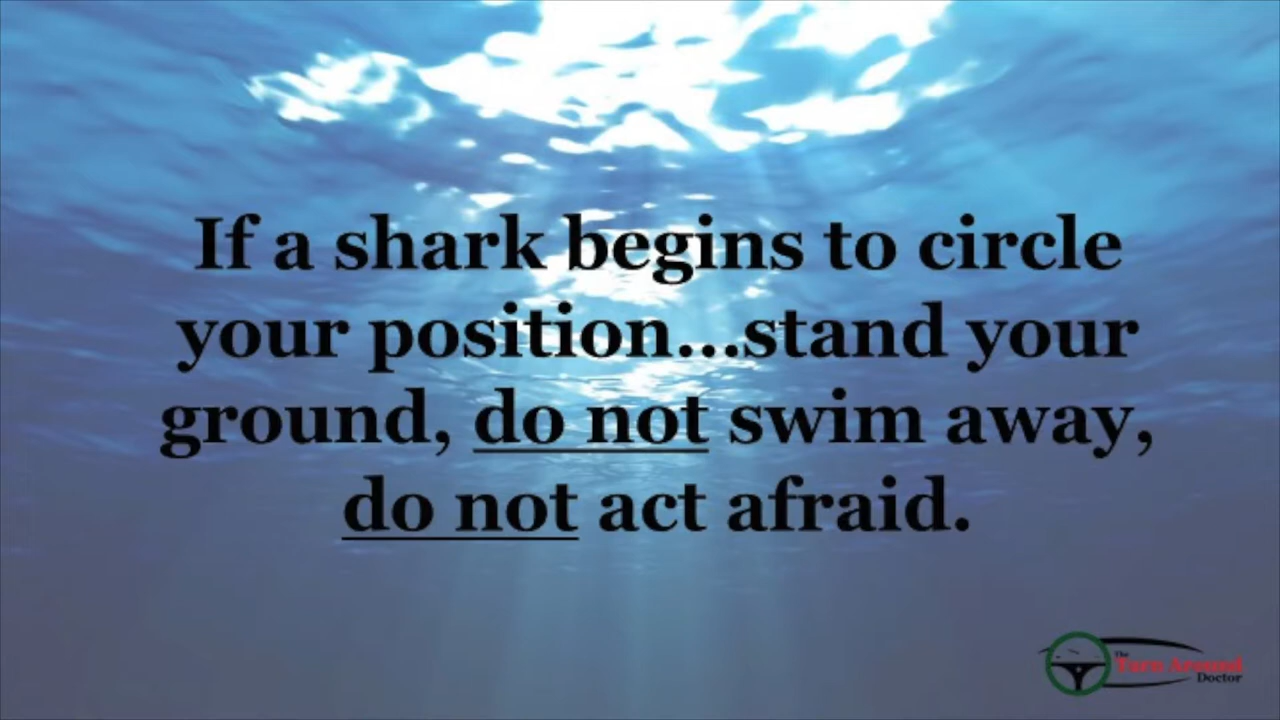 If a shark begins to circle
your position...stand your
ground, do not swim away,
do not act afraid.
The
Turn Around
Doctor